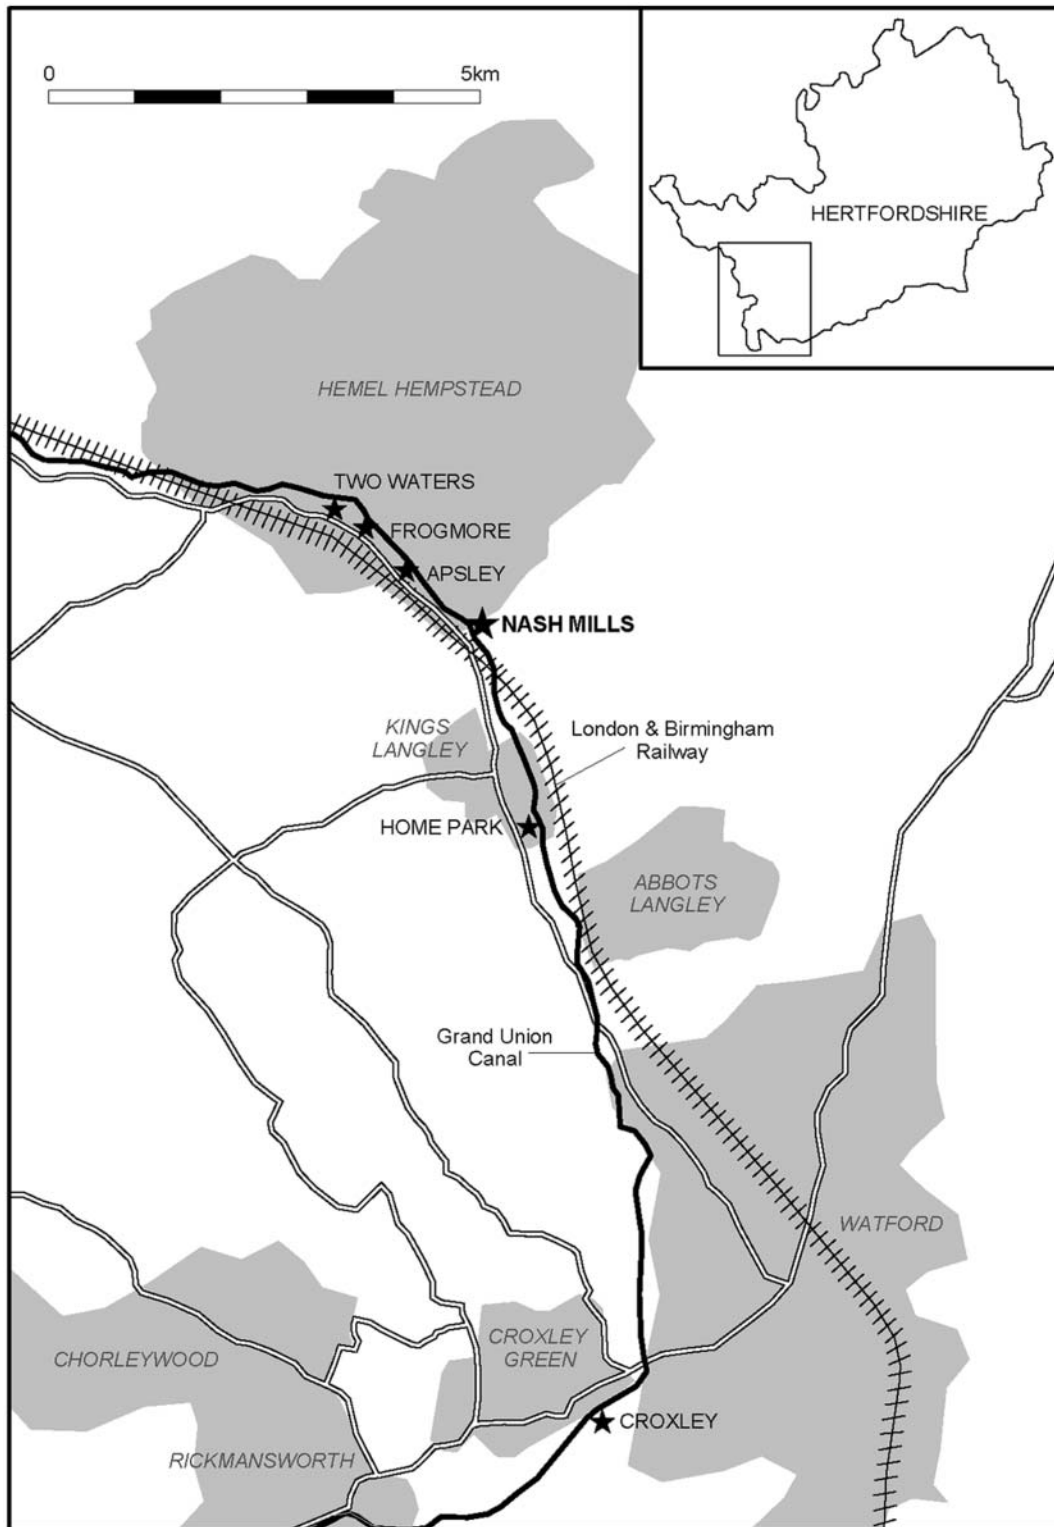 0
5km
HERTFORDSHIRE
HEMEL HEMPSTEAD
TWO WATERS
FROGMORE
APSLEY
NASH MILLS
KINGS
LANGLEY
London & Birmingham
Railway
HOME PARK
ABBOTS
LANGLEY
Grand Union
Canal
WATFORD
CROXLEY
GREEN
CHORLEYWOOD
CROXLEY
RICKMANSWORTH